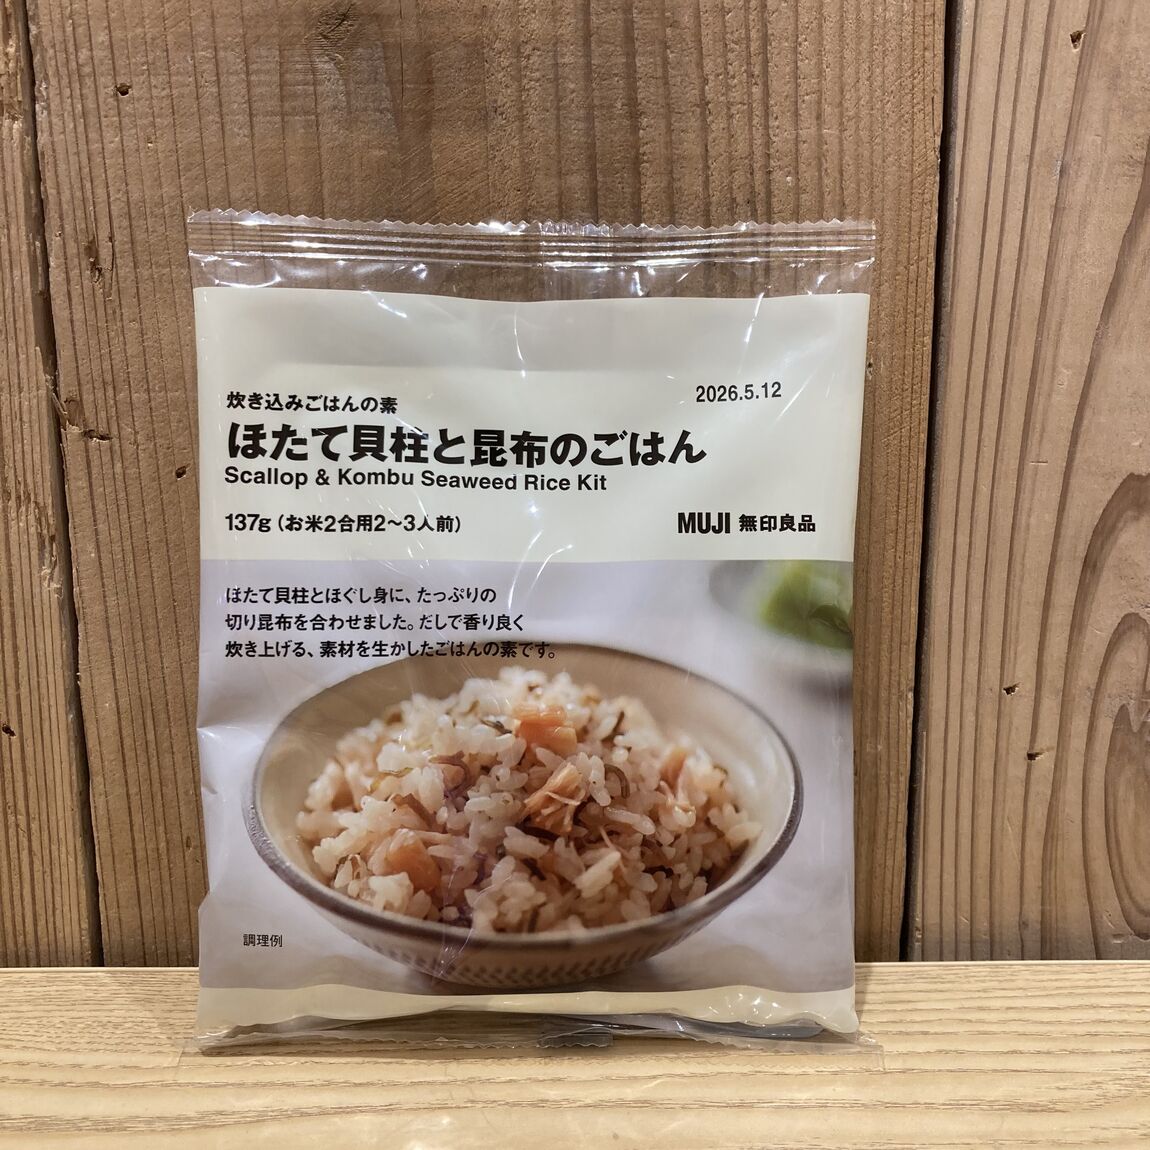 炊き込みごはんの素
2026.5.12
ほたて貝柱と昆布のごはん
Scallop & Kombu Seaweed Rice Kit
137g（お米2合用2～3人前）
MUJI 無印良品
ほたて貝柱とほぐし身に、たっぷりの
切り昆布を合わせました。だしで香り良く
炊き上げる、素材を生かしたごはんの素です。
調理例